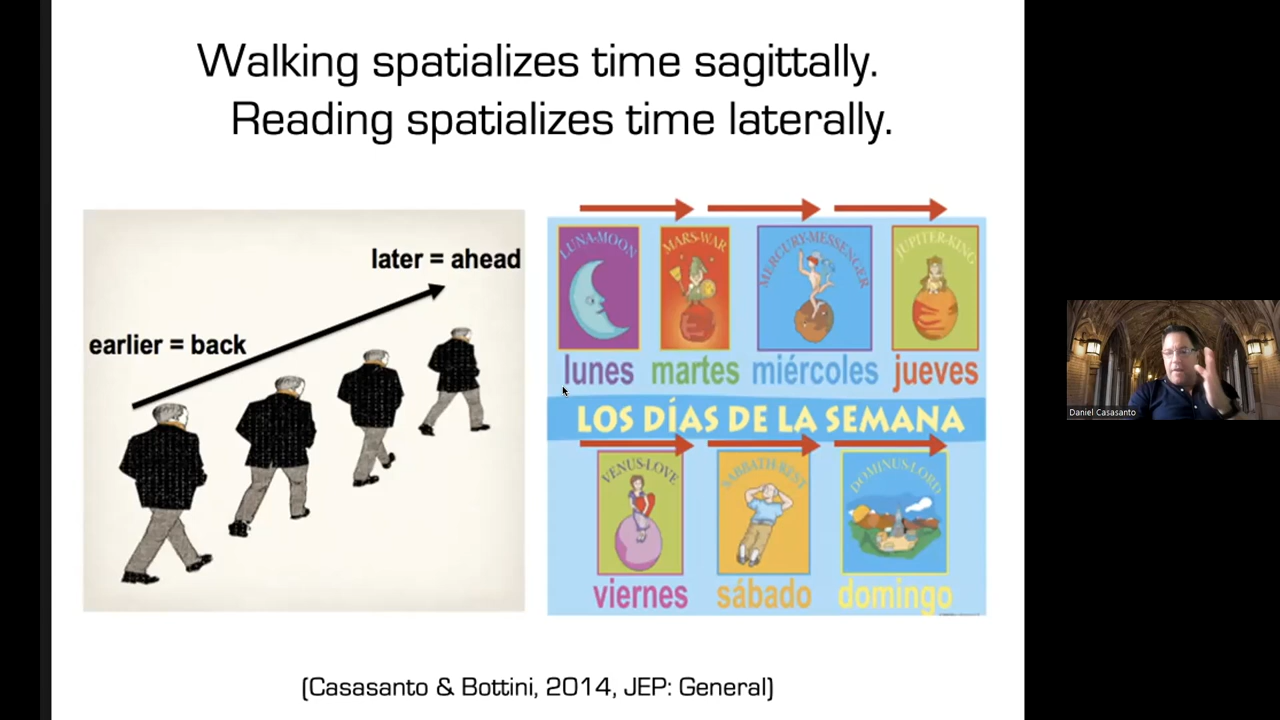 Walking spatializes time sagittally.
Reading spatializes time laterally.
later = ahead
earlier = back
LUNA-MOON
MARS-WAR
MERCURY-MESSENGER
JUPITER-KING
lunes
martes
miércoles
jueves
LOS DÍAS DE LA SEMANA
VENUS-LOVE
SABBATH-REST
DOMINUS-LORD
viernes
sábado
domingo
(Casasanto & Bottini, 2014, JEP: General)
Daniel Casasanto